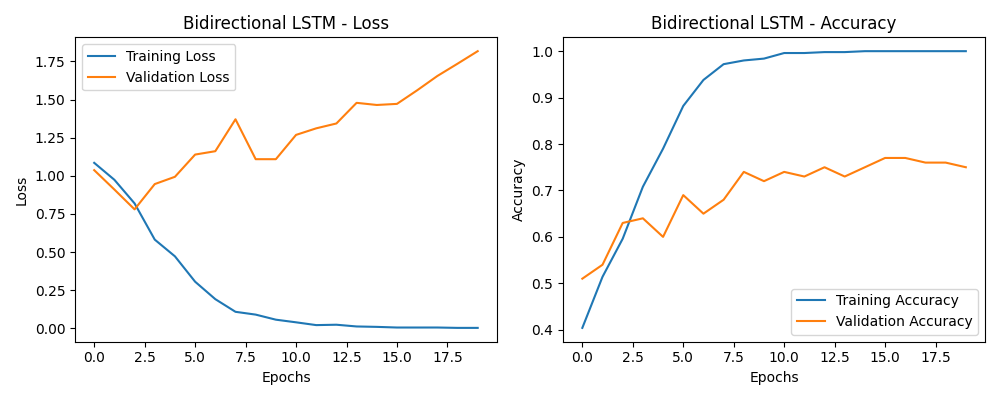 Bidirectional LSTM - Loss
Training Loss
Validation Loss
1.75
1.50
1.25
1.00
0.75
0.50
0.25
0.00
Loss
0.0 2.5 5.0 7.5 10.0 12.5 15.0 17.5
Epochs
Bidirectional LSTM - Accuracy
1.0
0.9
0.8
0.7
0.6
0.5
0.4
Accuracy
Training Accuracy
Validation Accuracy
0.0 2.5 5.0 7.5 10.0 12.5 15.0 17.5
Epochs